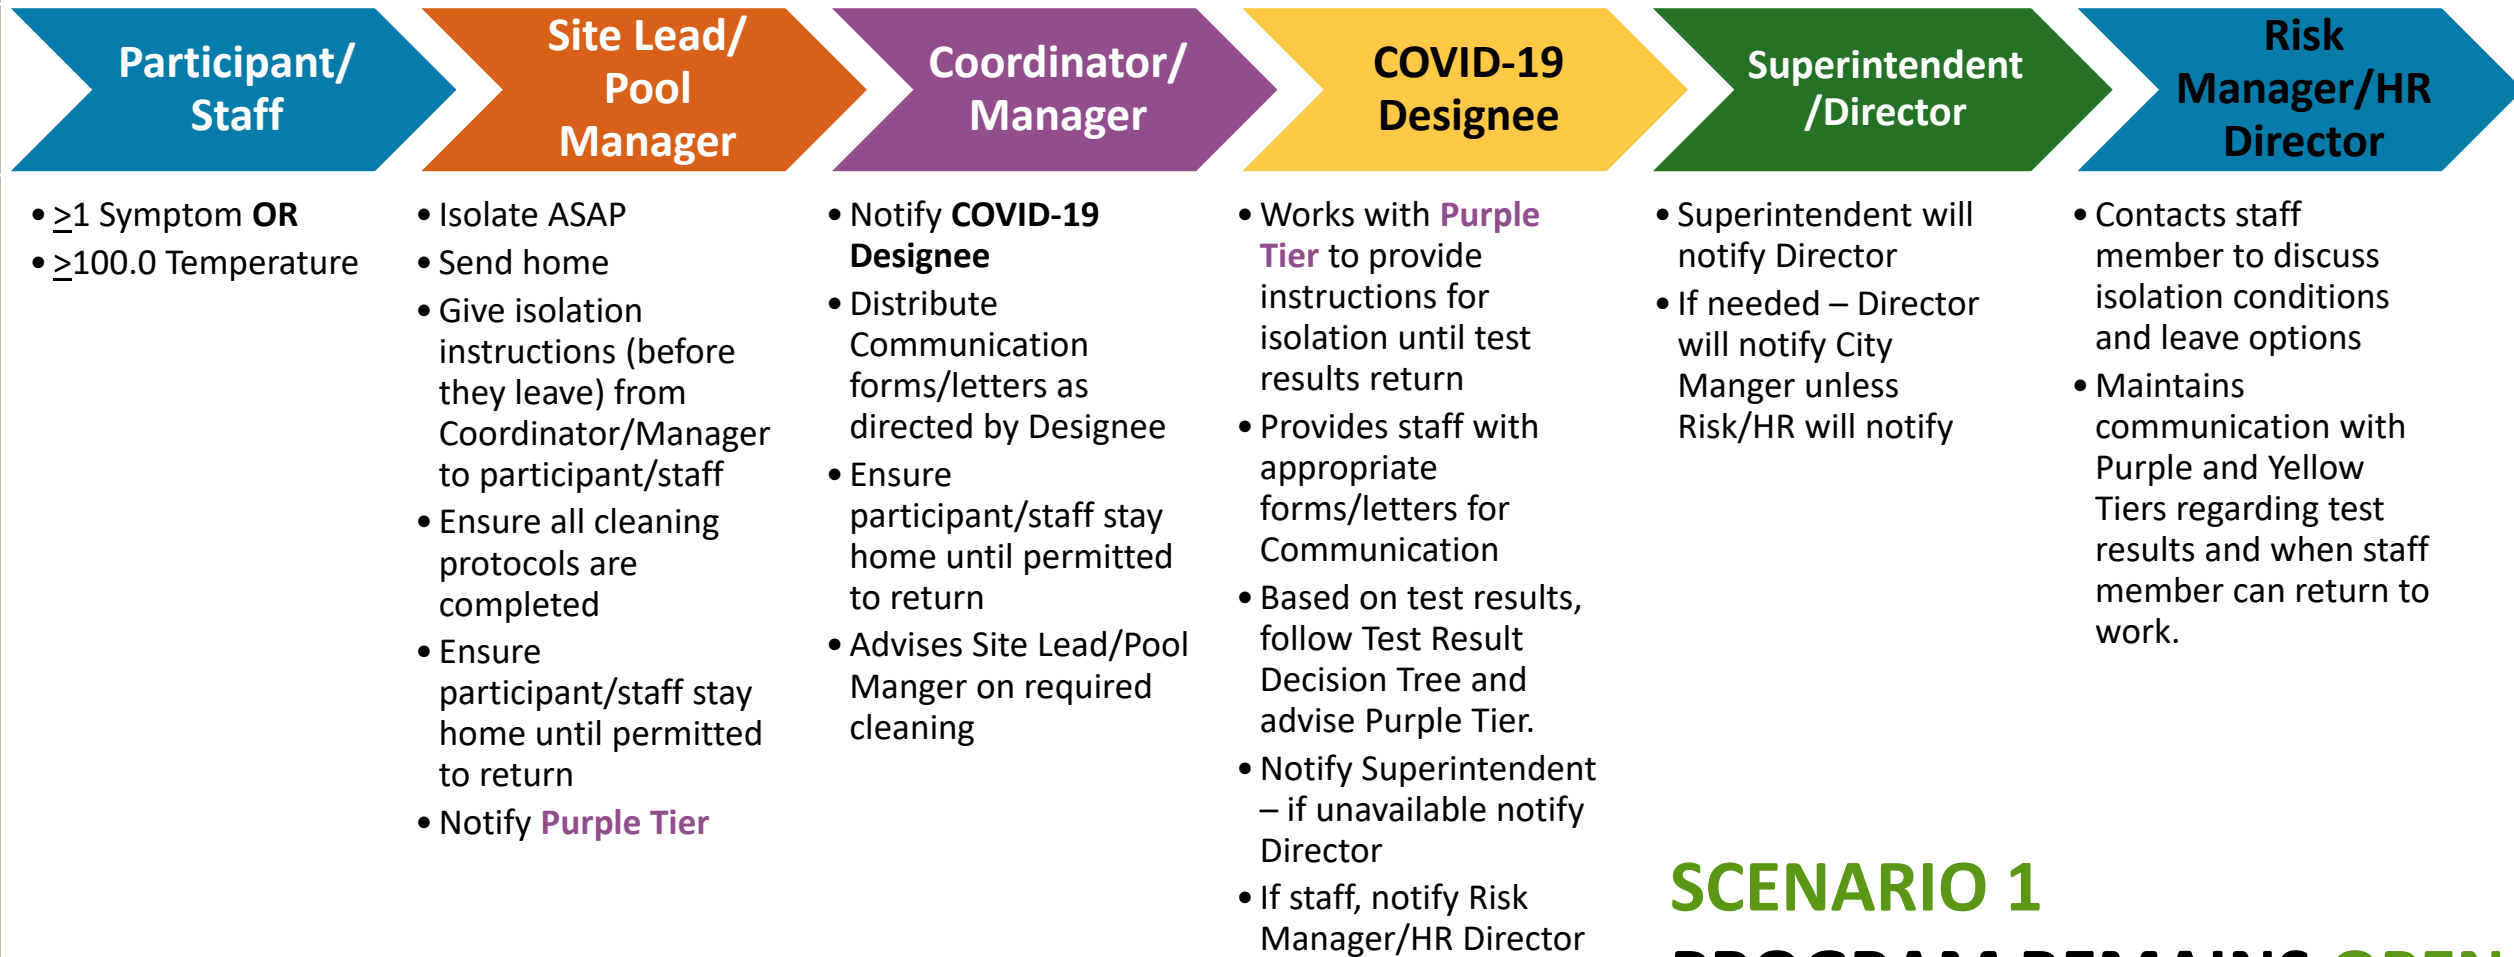 Participant/
Staff
Site Lead/
Pool
Manager
Coordinator/
Manager
COVID-19
Designee
Superintendent
/Director
Risk
Manager/HR
Director
• ≥1 Symptom OR
• ≥100.0 Temperature
• Isolate ASAP
• Send home
• Give isolation
instructions (before
they leave) from
Coordinator/Manager
to participant/staff
• Ensure all cleaning
protocols are
completed
• Ensure
participant/staff stay
home until permitted
to return
• Notify Purple Tier
• Notify COVID-19
Designee
• Distribute
Communication
forms/letters as
directed by Designee
• Ensure
participant/staff stay
home until permitted
to return
• Advises Site Lead/Pool
Manger on required
cleaning
• Works with Purple
Tier to provide
instructions for
isolation until test
results return
• Provides staff with
appropriate
forms/letters for
Communication
• Based on test results,
follow Test Result
Decision Tree and
advise Purple Tier.
• Notify Superintendent
– if unavailable notify
Director
• If staff, notify Risk
Manager/HR Director
• Superintendent will
notify Director
• If needed – Director
will notify City
Manger unless
Risk/HR will notify
• Contacts staff
member to discuss
isolation conditions
and leave options
• Maintains
communication with
Purple and Yellow
Tiers regarding test
results and when staff
member can return to
work.
SCENARIO 1
PROGRAM REMAINS OPEN